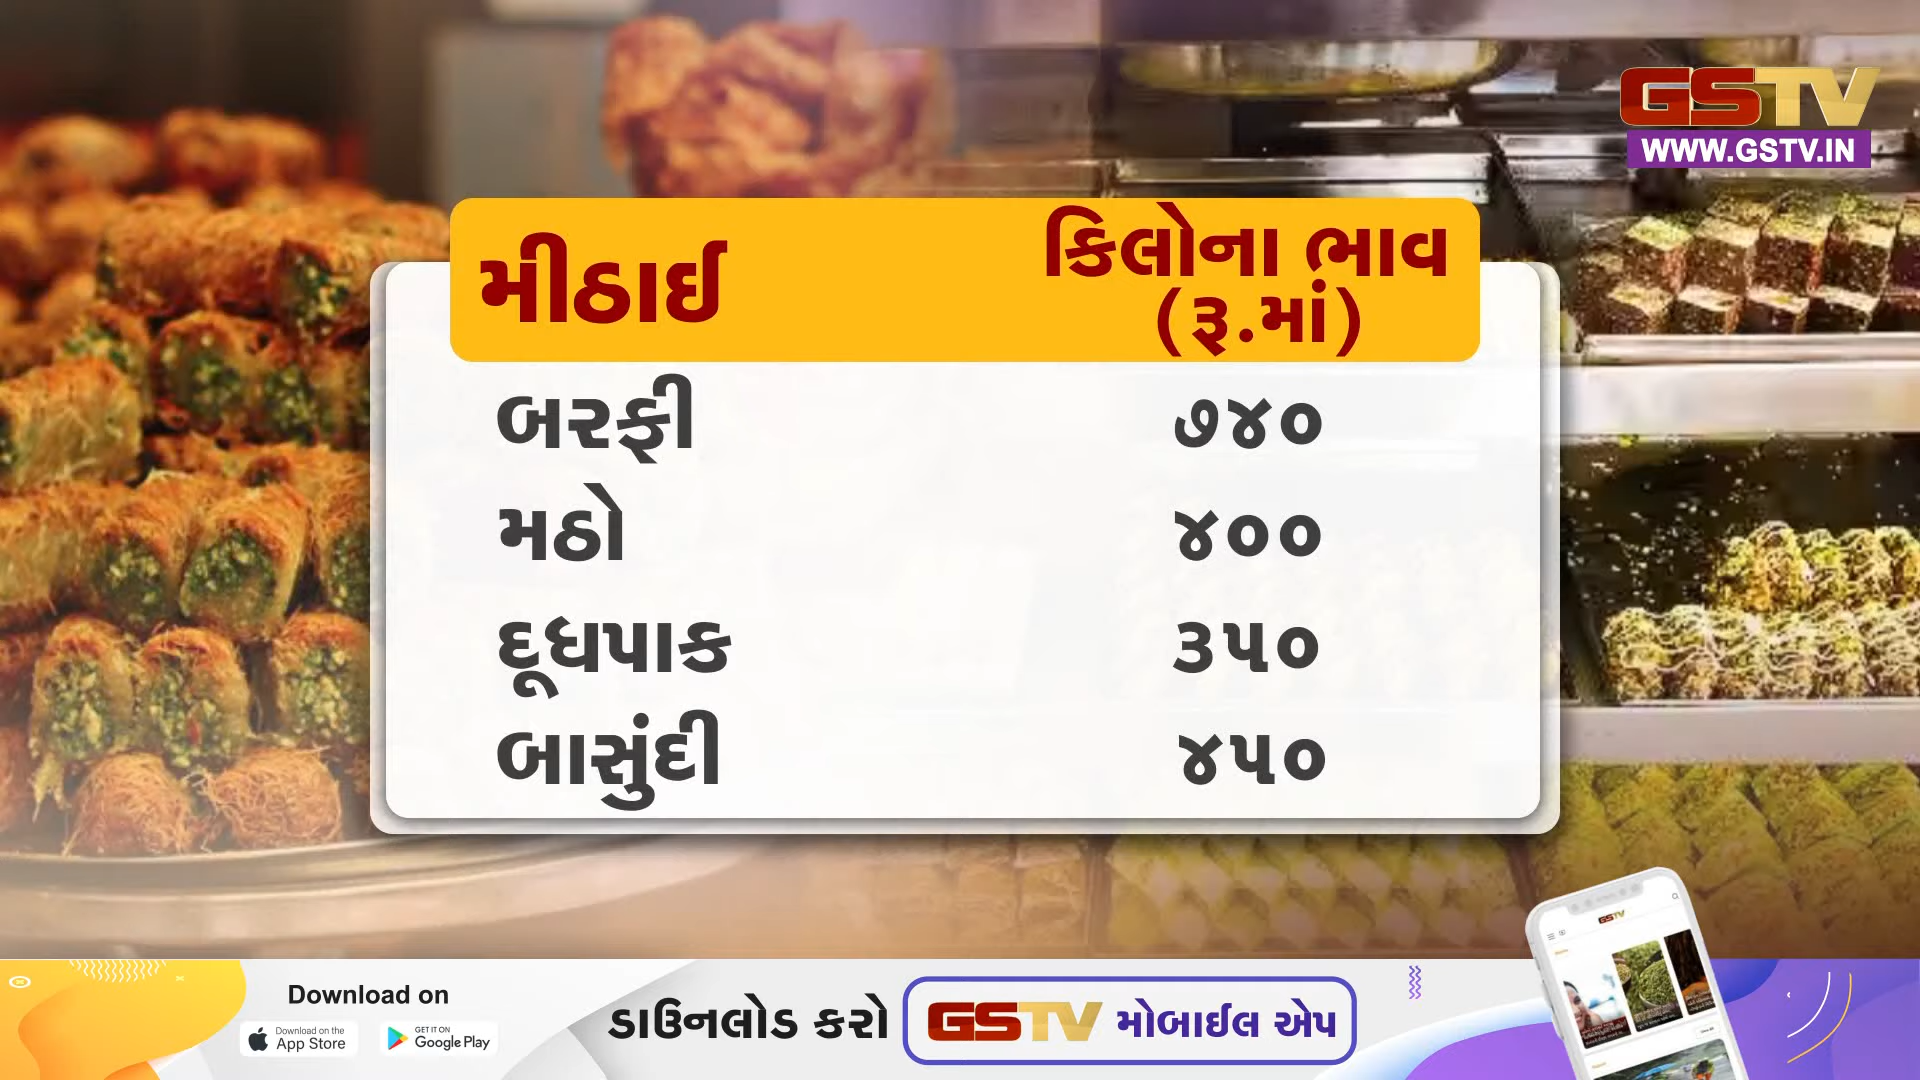 GSTV
WWW.GSTV.IN
મીઠાઈ કિલોના ભાવ
(રૂ.માં)
બરફી ૭૪૦
મઠો ૪૦૦
દૂધપાક ૩૫૦
બાસુંદી ૪૫૦
Download on
Download on the
App Store
GET IT ON
Google Play
ડાઉનલોડ કરો GSTV મોબાઈલ એપ
GSTV